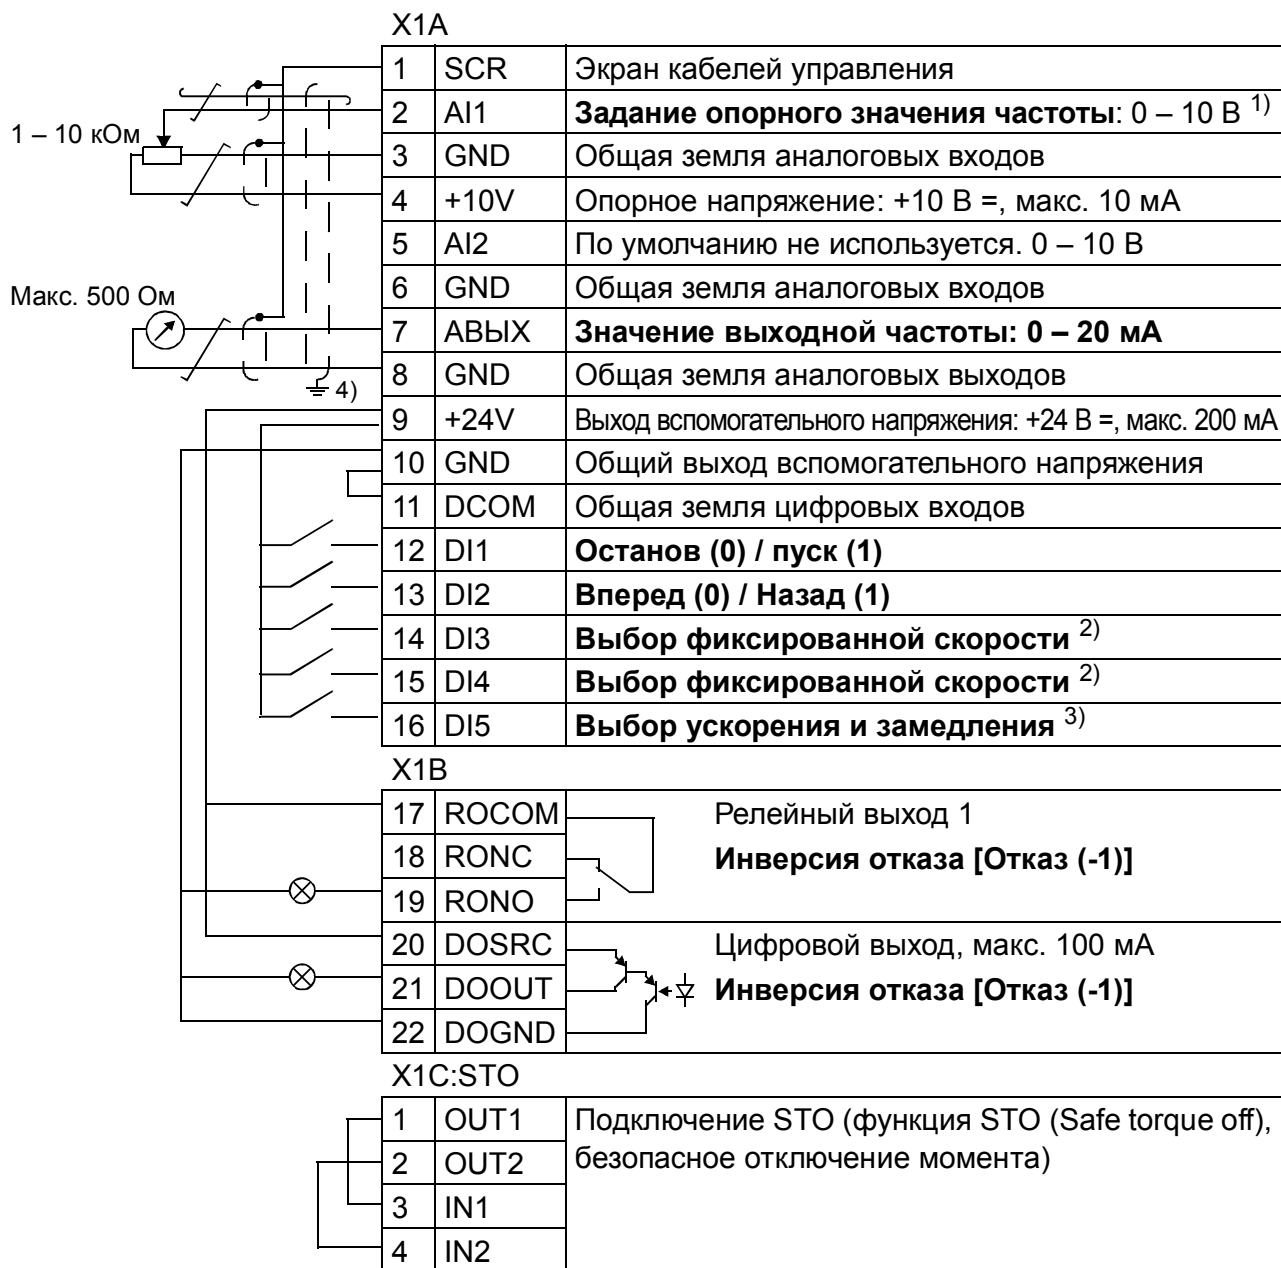 X1A
1 SCR Экран кабелей управления
2 AI1 Задание опорного значения частоты: 0 – 10 В 1)
1 – 10 кОм
3 GND Общая земля аналоговых входов
4 +10V Опорное напряжение: +10 В =, макс. 10 мА
5 AI2 По умолчанию не используется. 0 – 10 В
6 GND Общая земля аналоговых входов
Макс. 500 Ом
7 АВЫХ Значение выходной частоты: 0 – 20 мА
8 GND Общая земля аналоговых выходов
4)
9 +24V Выход вспомогательного напряжения: +24 В =, макс. 200 мА
10 GND Общий выход вспомогательного напряжения
11 DCOM Общая земля цифровых входов
12 DI1 Останов (0) / пуск (1)
13 DI2 Вперед (0) / Назад (1)
14 DI3 Выбор фиксированной скорости 2)
15 DI4 Выбор фиксированной скорости 2)
16 DI5 Выбор ускорения и замедления 3)
X1B
17 ROCOM Релейный выход 1
18 RONC Инверсия отказа [Отказ (-1)]
19 RONO
20 DOSRC Цифровой выход, макс. 100 мА
21 DOOUT Инверсия отказа [Отказ (-1)]
22 DOGND
X1C:STO
1 OUT1 Подключение STO (функция STO (Safe torque off),
2 OUT2 безопасное отключение момента)
3 IN1
4 IN2